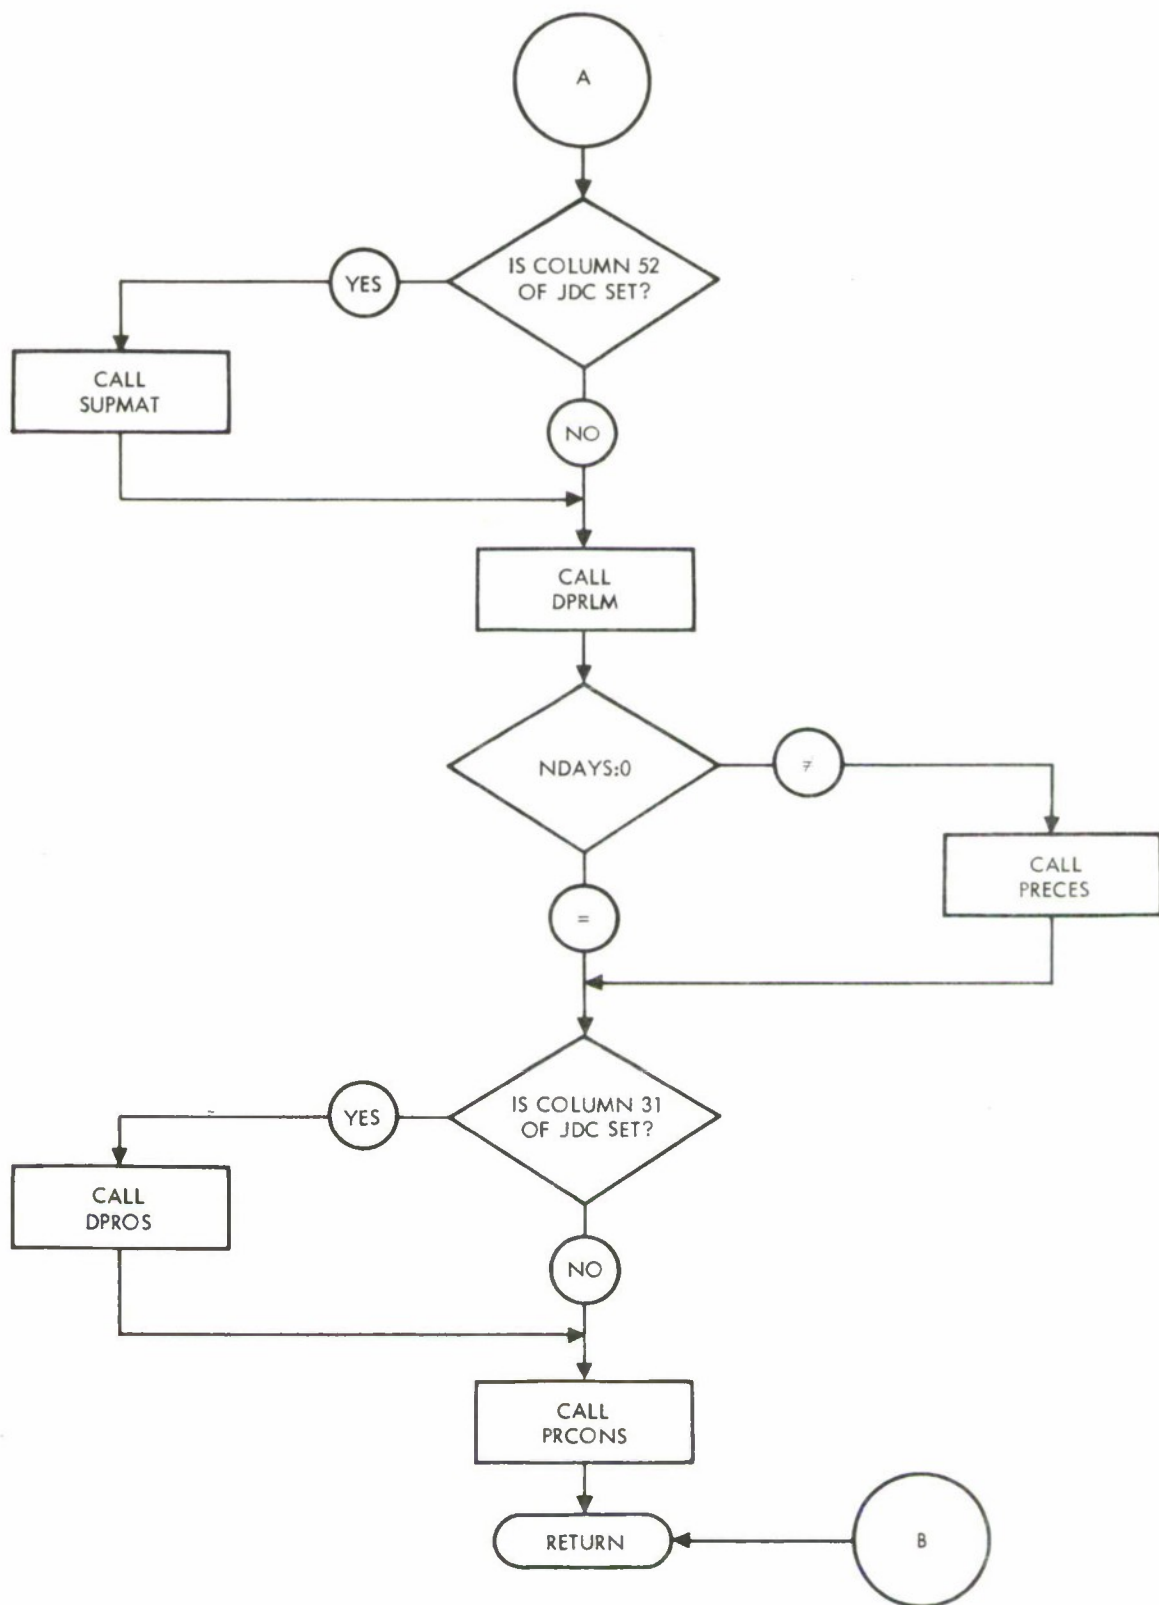 A
IS COLUMN 52
OF JDC SET?
YES
CALL
SUPMAT
NO
CALL
DPRLM
NDAYS:0
≠
CALL
PRECES
=
IS COLUMN 31
OF JDC SET?
YES
CALL
DPROS
NO
CALL
PRCONS
RETURN
B